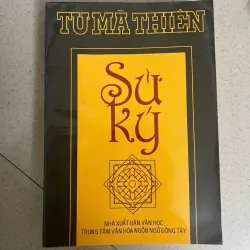 TƯ MÃ THIÊN
Sử
ký
NHÀ XUẤT BẢN VĂN HỌC
TRUNG TÂM VĂN HÓA NGÔN NGỮ ĐÔNG TÂY